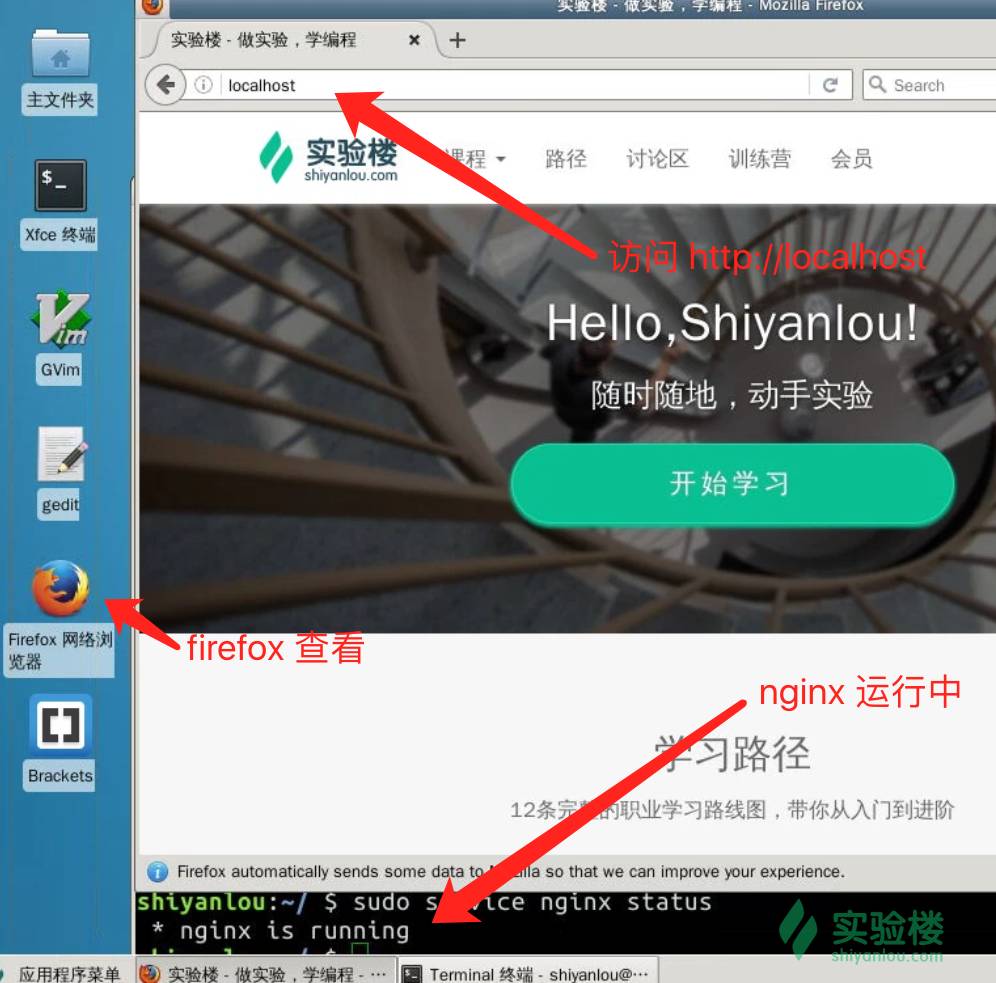 实验楼 - 做实验，学编程 - Mozilla Firefox
主文件夹
Xfce 终端
GVim
gedit
Firefox 网络浏
览器
Brackets
实验楼 - 做实验，学编程
localhost
Search
实验楼
shiyanlou.com
课程
路径
讨论区
训练营
会员
访问 http://localhost
Hello,Shiyanlou!
随时随地，动手实验
开始学习
firefox 查看
nginx 运行中
学习路径
12条完整的职业学习路线图，带你从入门到进阶
Firefox automatically sends some data to Mozilla so that we can improve your experience.
shiyanlou:~/ $ sudo service nginx status
* nginx is running
实验楼
shiyanlou.com
应用程序菜单
实验楼 - 做实验，学编程 - ···
Terminal 终端 - shiyanlou@···